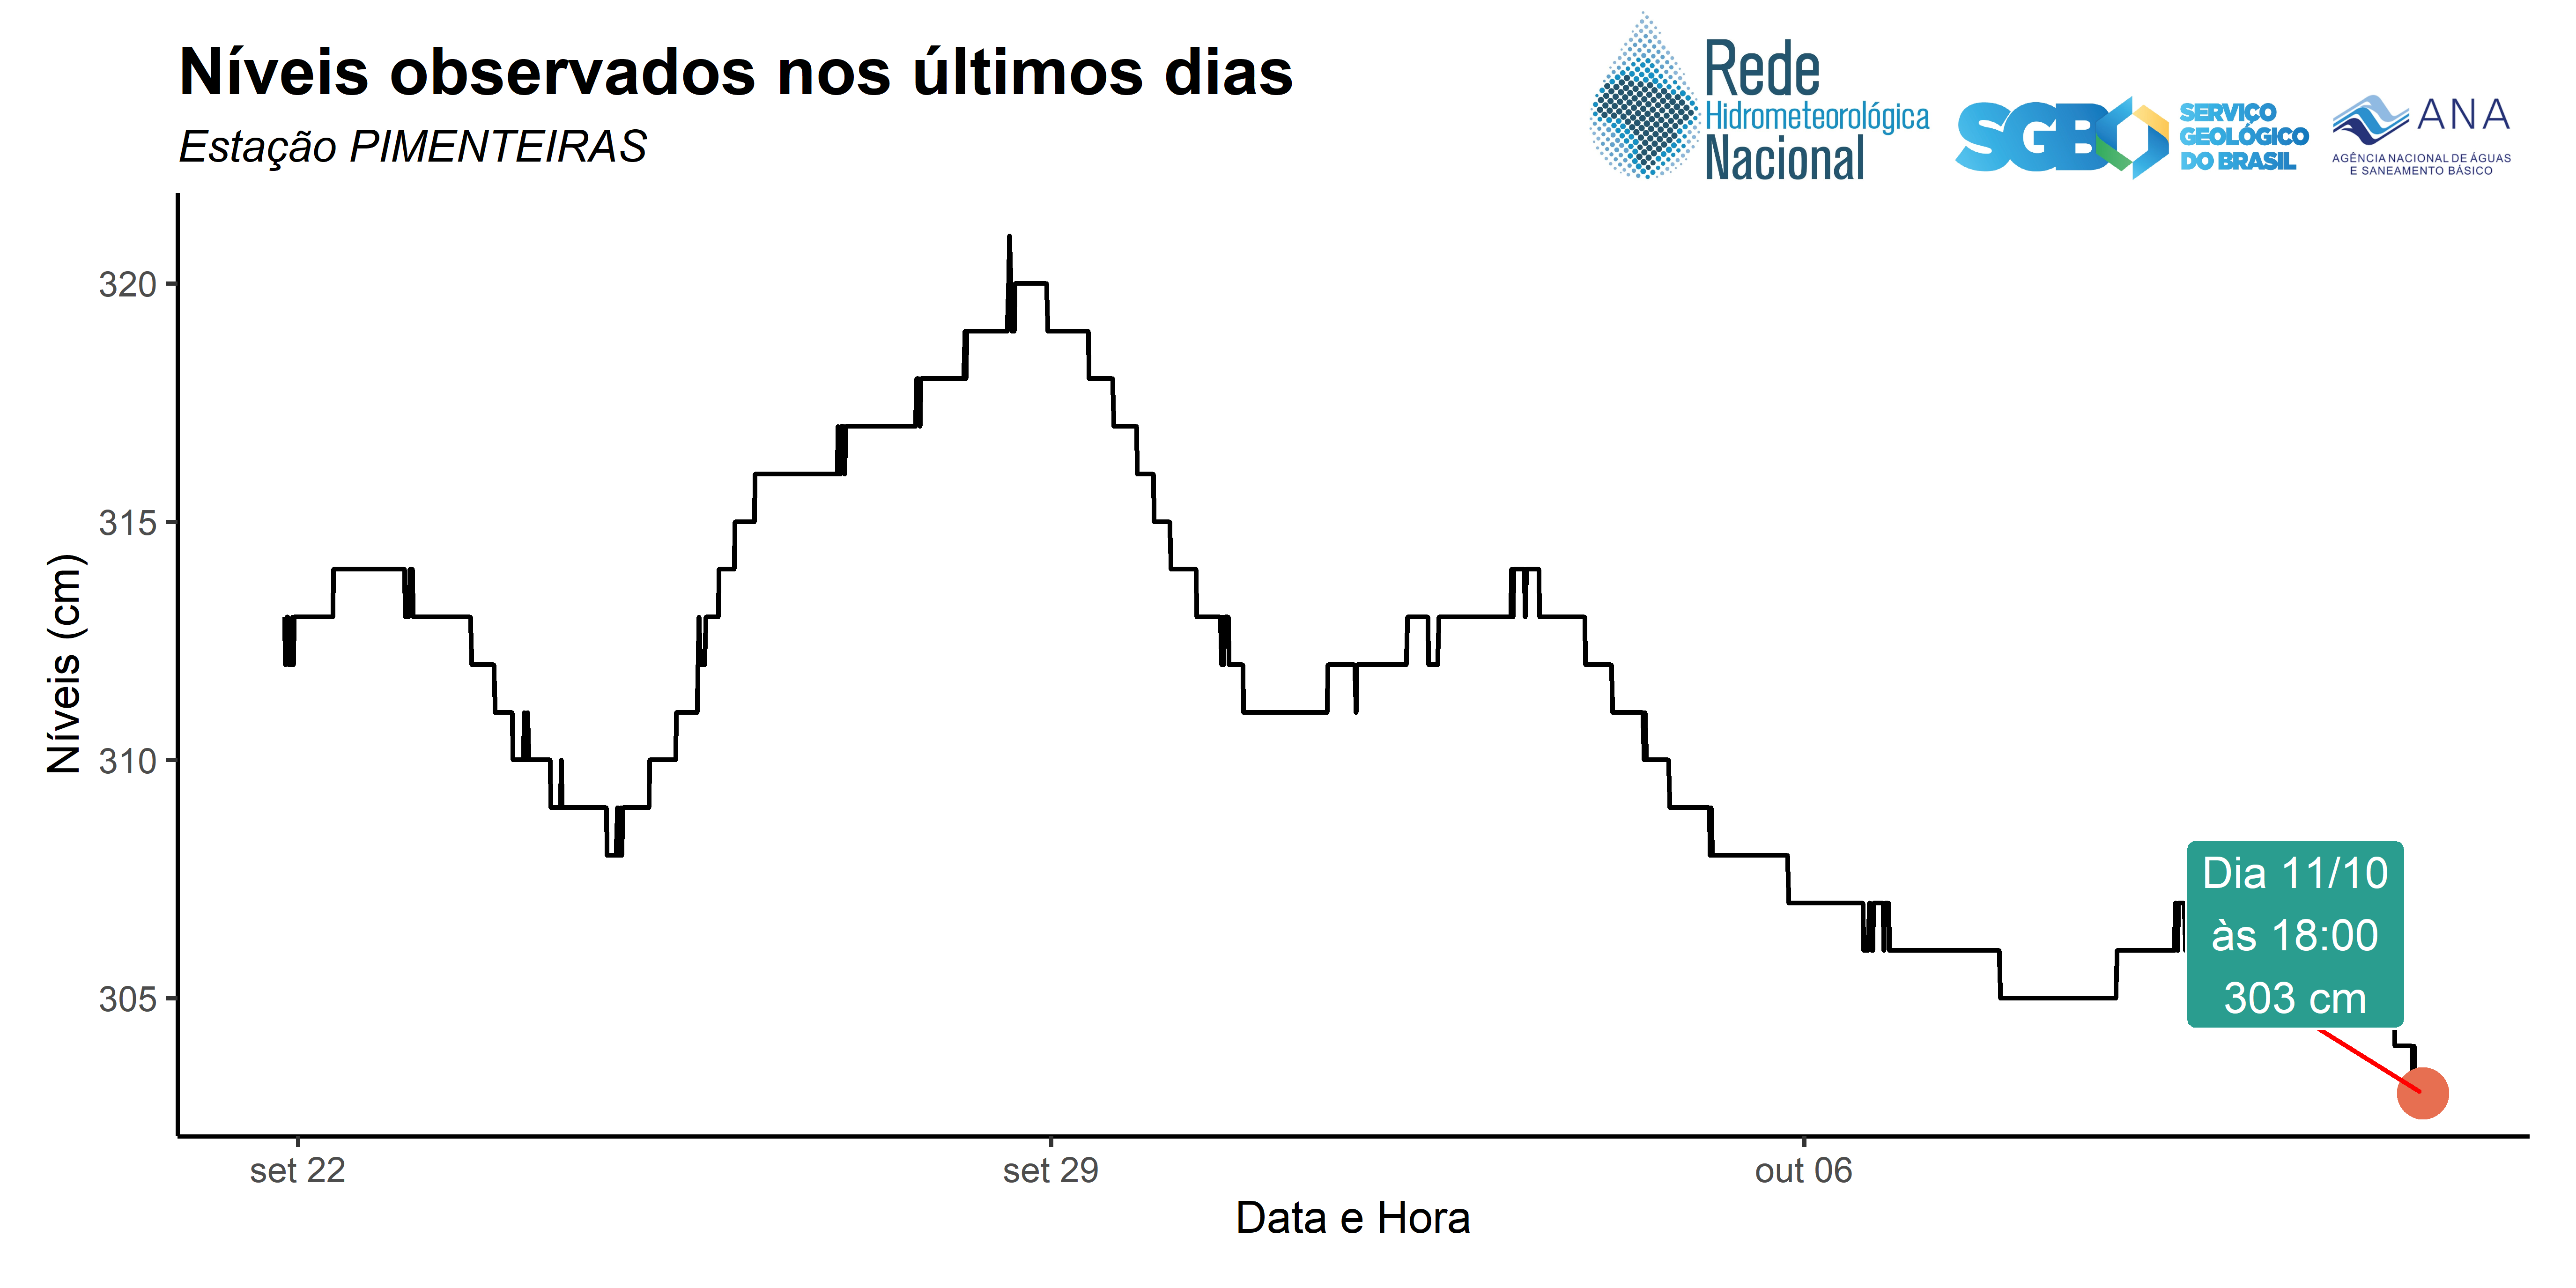 Níveis observados nos últimos dias
Estação PIMENTEIRAS
Rede
Hidrometeorológica
Nacional
SGB
SERVIÇO
GEOLÓGICO
DO BRASIL
ANA
AGÊNCIA NACIONAL DE ÁGUAS
E SANEAMENTO BÁSICO
Níveis (cm)
320
315
310
305
Dia 11/10
às 18:00
303 cm
set 22
set 29
out 06
Data e Hora